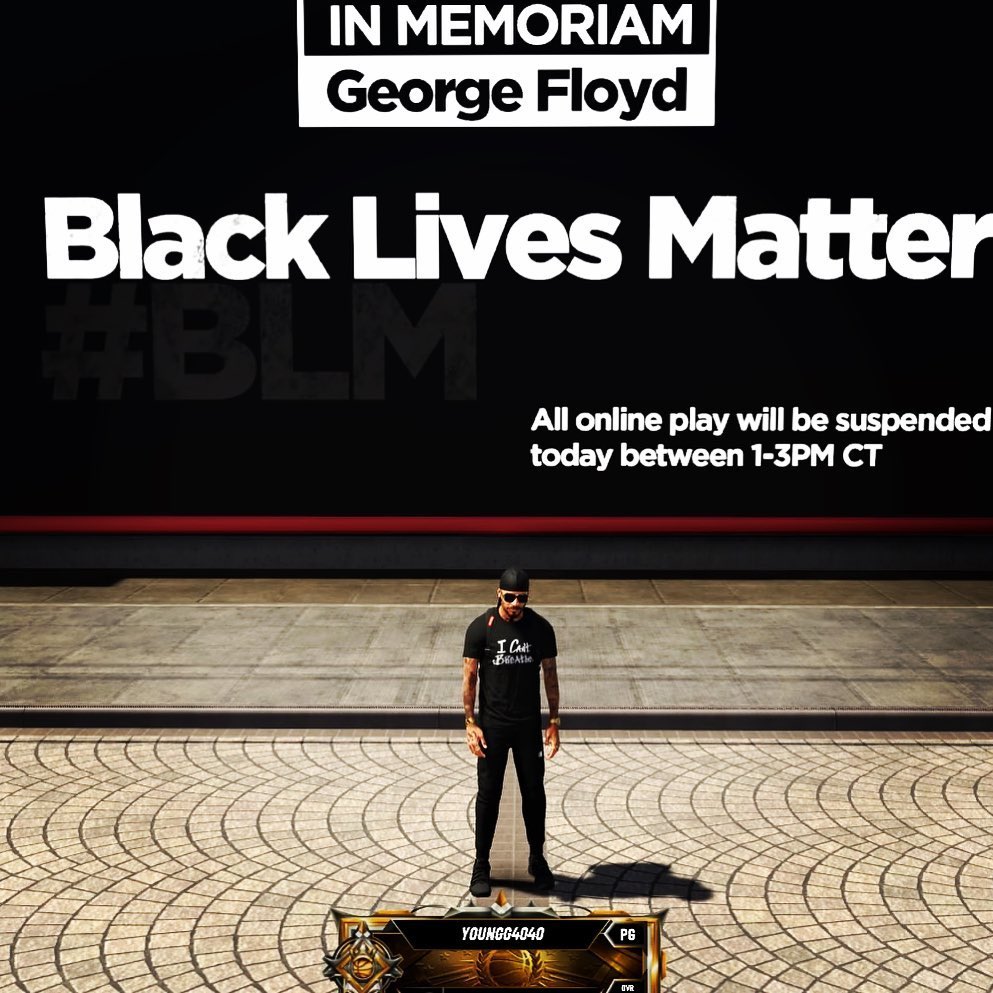 IN MEMORIAM
George Floyd
Black Lives Matter
#BLM
All online play will be suspended
today between 1-3PM CT
I Can't
Breathe
YOUNGG4040
PG
OVR